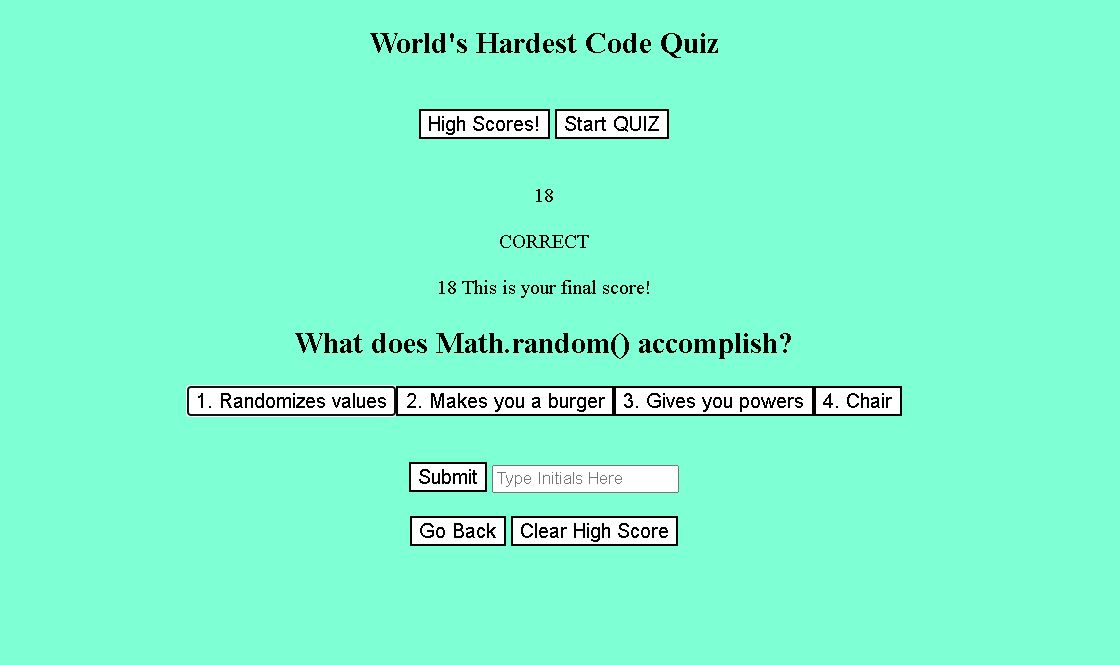 World's Hardest Code Quiz
High Scores! Start QUIZ
18
CORRECT
18 This is your final score!
What does Math.random() accomplish?
1. Randomizes values 2. Makes you a burger 3. Gives you powers 4. Chair
Submit Type Initials Here
Go Back Clear High Score